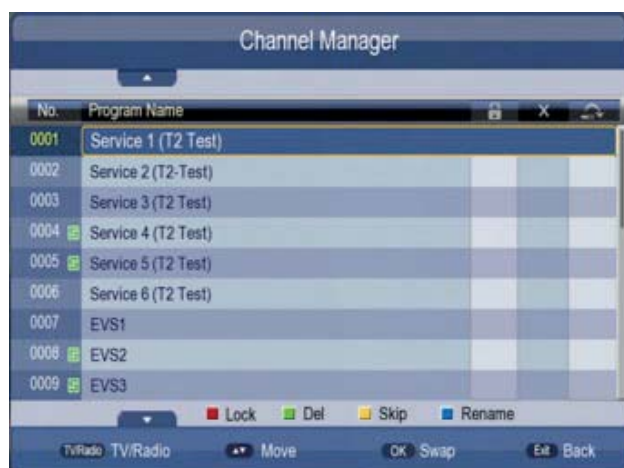 Channel Manager
No. Program Name X
0001 Service 1 (T2 Test)
0002 Service 2 (T2-Test)
0003 Service 3 (T2 Test)
0004 Service 4 (T2 Test)
0005 Service 5 (T2 Test)
0006 Service 6 (T2 Test)
0007 EVS1
0008 EVS2
0009 EVS3
Lock Del Skip Rename
TV/Radio TV/Radio Move OK Swap Exit Back